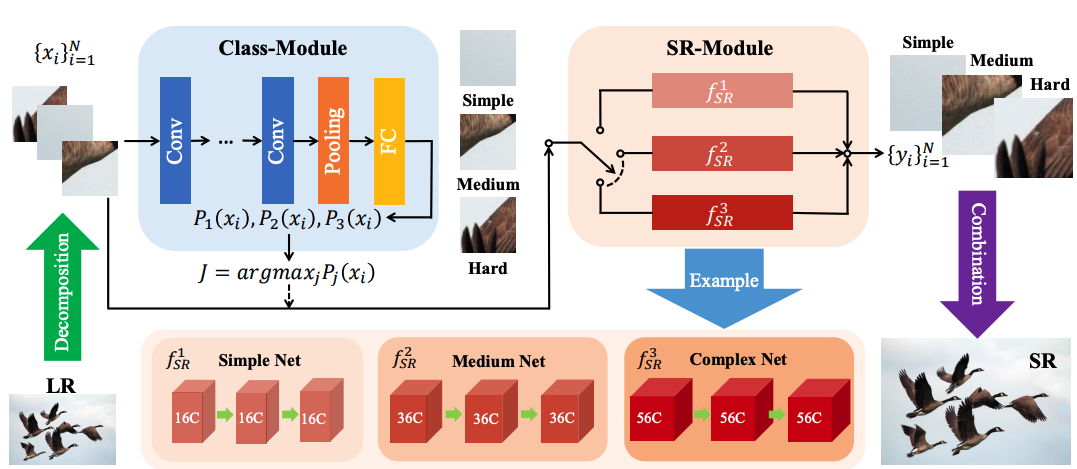 {x_i}_{i=1}^N
Class-Module
Conv
...
Conv
Pooling
FC
P_1(x_i), P_2(x_i), P_3(x_i)
J = argmax_j P_j(x_i)
Simple
Medium
Hard
SR-Module
f_{SR}^1
f_{SR}^2
f_{SR}^3
Simple
Medium
Hard
{y_i}_{i=1}^N
Decomposition
Example
Combination
LR
f_{SR}^1
Simple Net
16C
16C
16C
f_{SR}^2
Medium Net
36C
36C
36C
f_{SR}^3
Complex Net
56C
56C
56C
SR